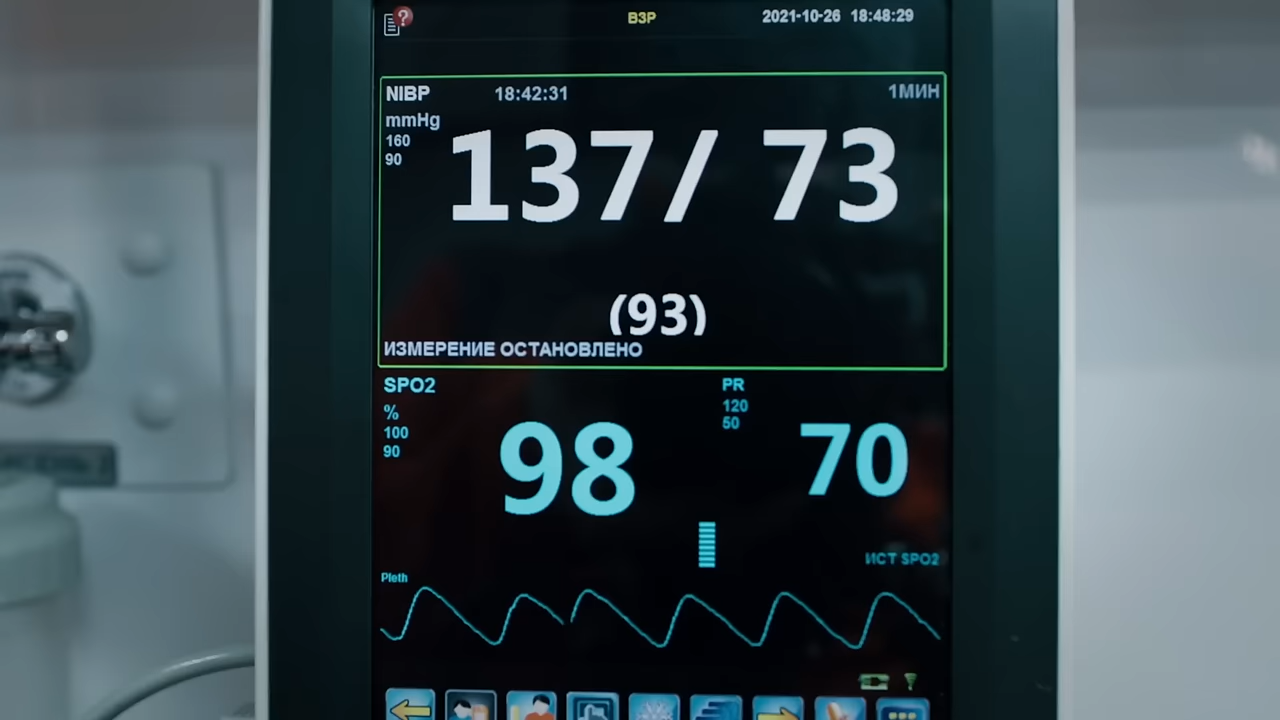 ?
ВЗР 2021-10-26 18:48:29
NIBP 18:42:31 1МИН
mmHg
160
90
137/ 73
(93)
ИЗМЕРЕНИЕ ОСТАНОВЛЕНО
SPO2 PR
%
100
90
98
120
50
70
ИСТ SPO2
Pleth